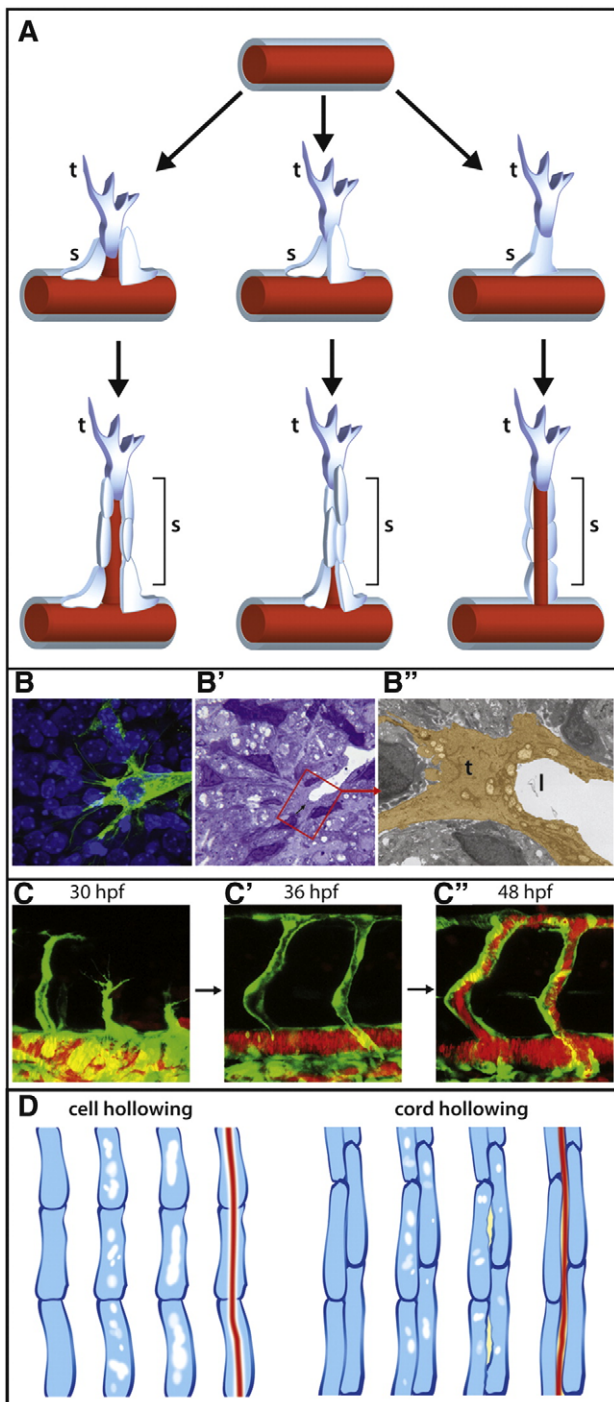 A
t
t
t
s
s
s
t
t
t
s
s
s
B
B'
B''
t
l
C
30 hpf
C'
36 hpf
C''
48 hpf
D
cell hollowing
cord hollowing